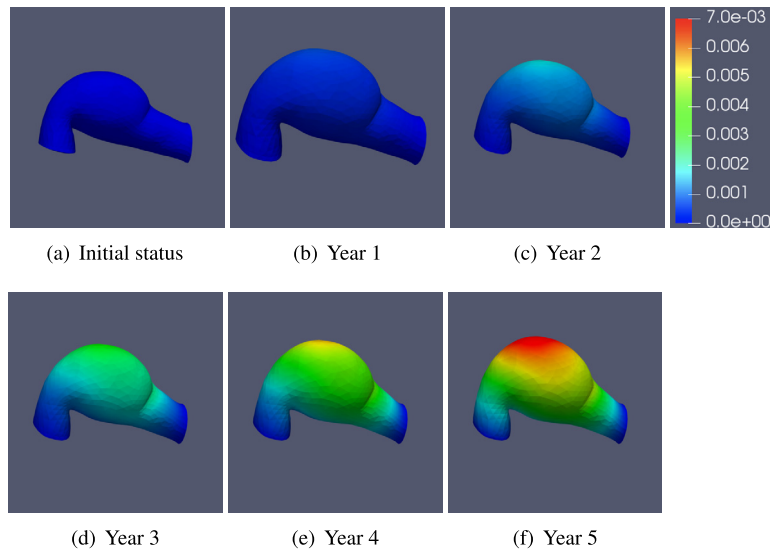 7.0e-03
0.006
0.005
0.004
0.003
0.002
0.001
0.0e+00
(a) Initial status
(b) Year 1
(c) Year 2
(d) Year 3
(e) Year 4
(f) Year 5